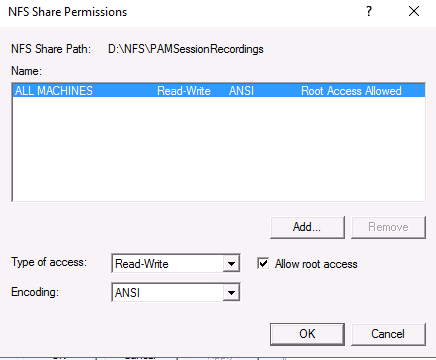 NFS Share Permissions
NFS Share Path: D:\NFS\PAMSessionRecordings
Name:
ALL MACHINES Read-Write ANSI Root Access Allowed
Add... Remove
Type of access: Read-Write Allow root access
Encoding: ANSI
OK Cancel